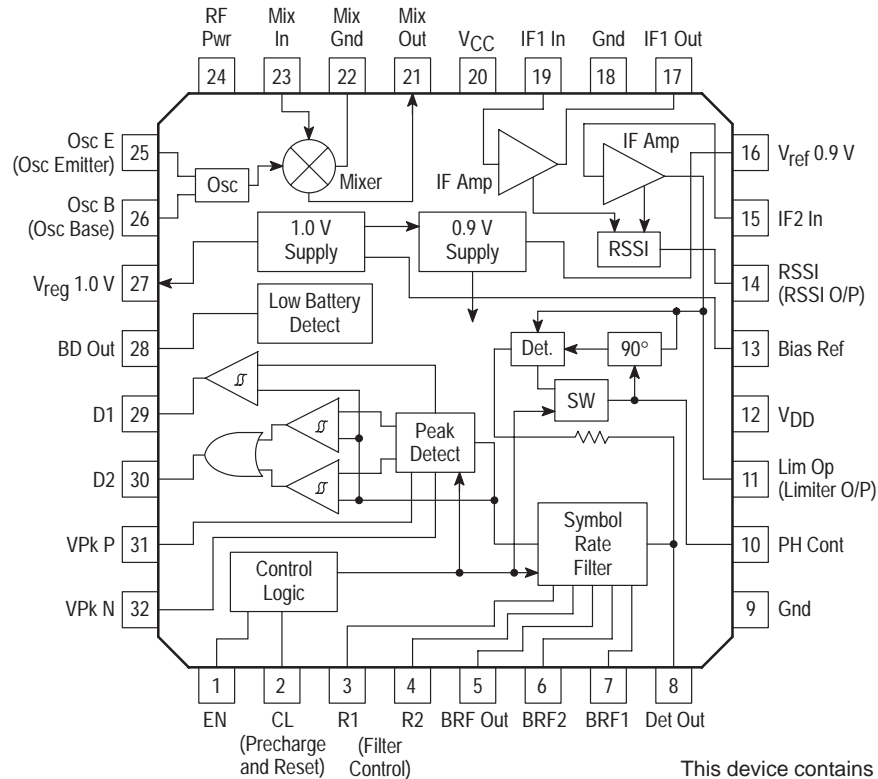 RF
Pwr
Mix
In
Mix
Gnd
Mix
Out
VCC
IF1 In
Gnd
IF1 Out
24
23
22
21
20
19
18
17
Osc E
(Osc Emitter)
25
Osc B
(Osc Base)
26
Vreg 1.0 V
27
BD Out
28
D1
29
D2
30
VPk P
31
VPk N
32
Osc
Mixer
IF Amp
IF Amp
1.0 V
Supply
0.9 V
Supply
RSSI
Low Battery
Detect
Det.
90°
SW
Peak
Detect
Symbol
Rate
Filter
Control
Logic
16
Vref 0.9 V
15
IF2 In
14
RSSI
(RSSI O/P)
13
Bias Ref
12
VDD
11
Lim Op
(Limiter O/P)
10
PH Cont
9
Gnd
1
2
3
4
5
6
7
8
EN
CL
(Precharge
and Reset)
R1
R2
(Filter
Control)
BRF Out
BRF2
BRF1
Det Out
This device contains